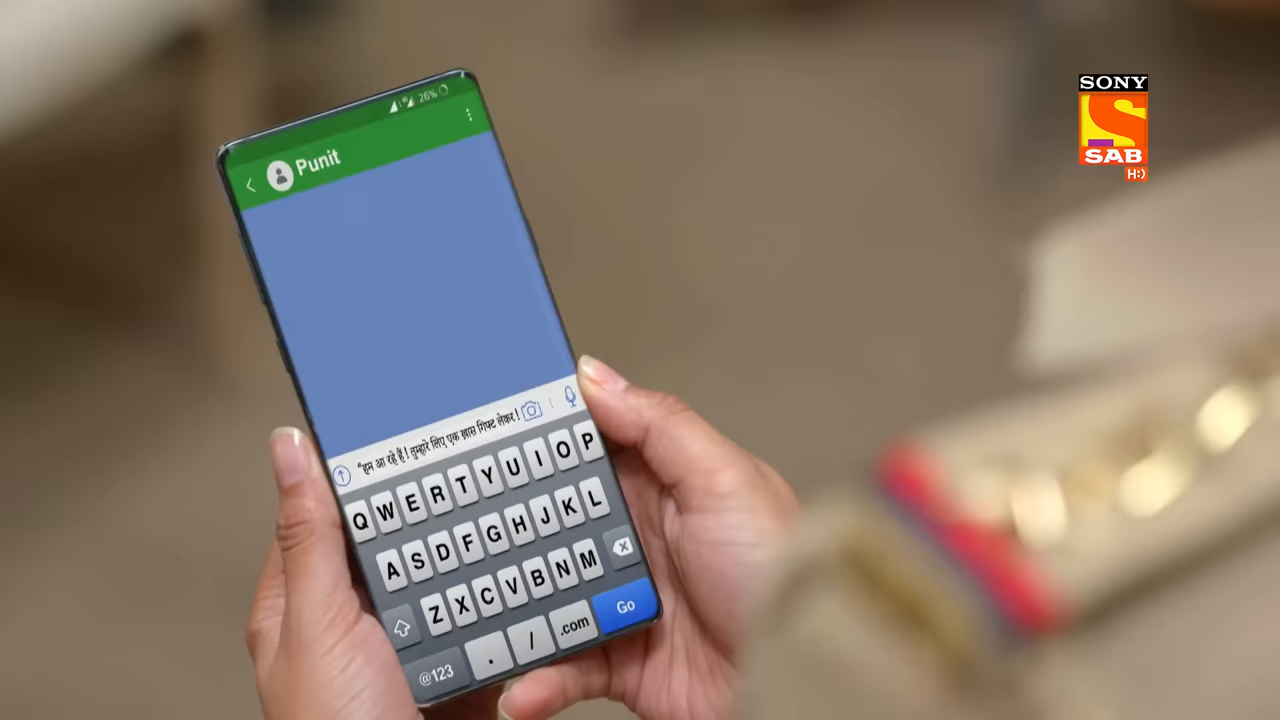 SONY
S
SAB
HD
26%
Punit
"हम आ रहे हैं ! तुम्हारे लिए एक ख़ास गिफ्ट लेकर !
Q W E R T Y U I O P
A S D F G H J K L
Z X C V B N M
@123 . / .com Go